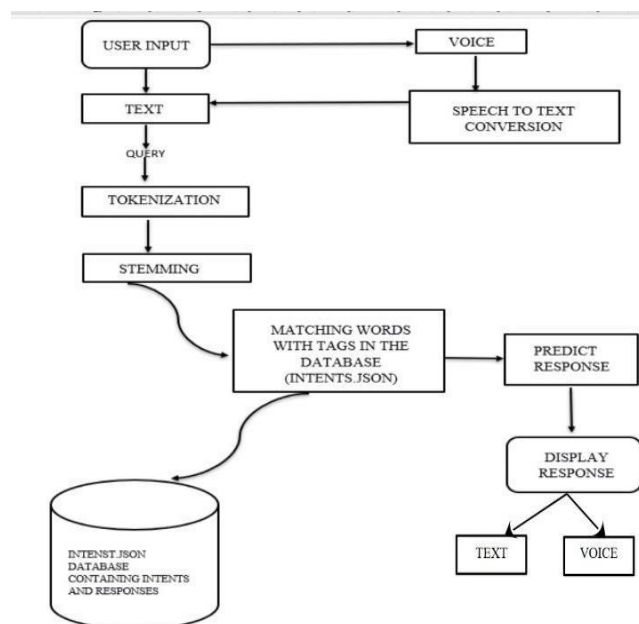 USER INPUT
VOICE
TEXT
SPEECH TO TEXT
CONVERSION
QUERY
TOKENIZATION
STEMMING
MATCHING WORDS
WITH TAGS IN THE
DATABASE
(INTENTS.JSON)
PREDICT
RESPONSE
DISPLAY
RESPONSE
TEXT
VOICE
INTENST.JSON
DATABASE
CONTAINING INTENTS
AND RESPONSES